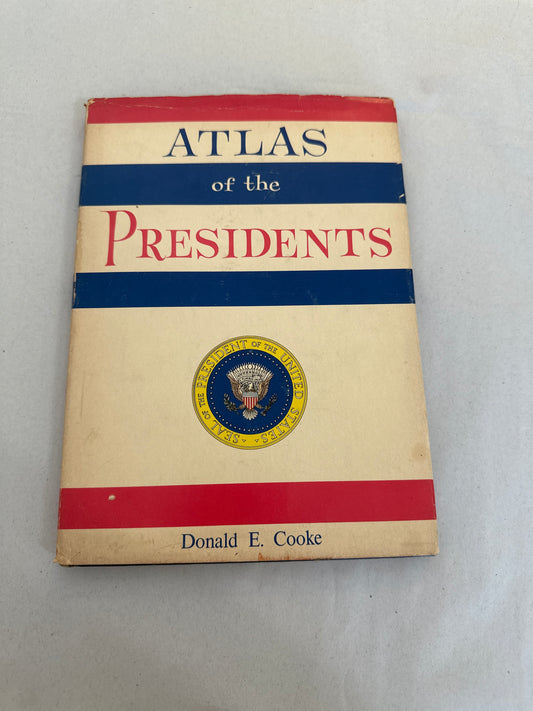 ATLAS
of the
PRESIDENTS
SEAL OF THE PRESIDENT OF THE UNITED STATES
Donald E. Cooke